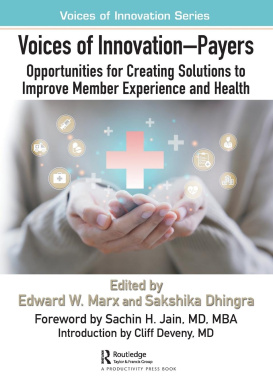 Voices of Innovation Series
Voices of Innovation—Payers
Opportunities for Creating Solutions to
Improve Member Experience and Health
Edited by
Edward W. Marx and Sakshika Dhingra
Foreword by Sachin H. Jain, MD, MBA
Introduction by Cliff Deveny, MD
Routledge
Taylor & Francis Group
A PRODUCTIVITY PRESS BOOK